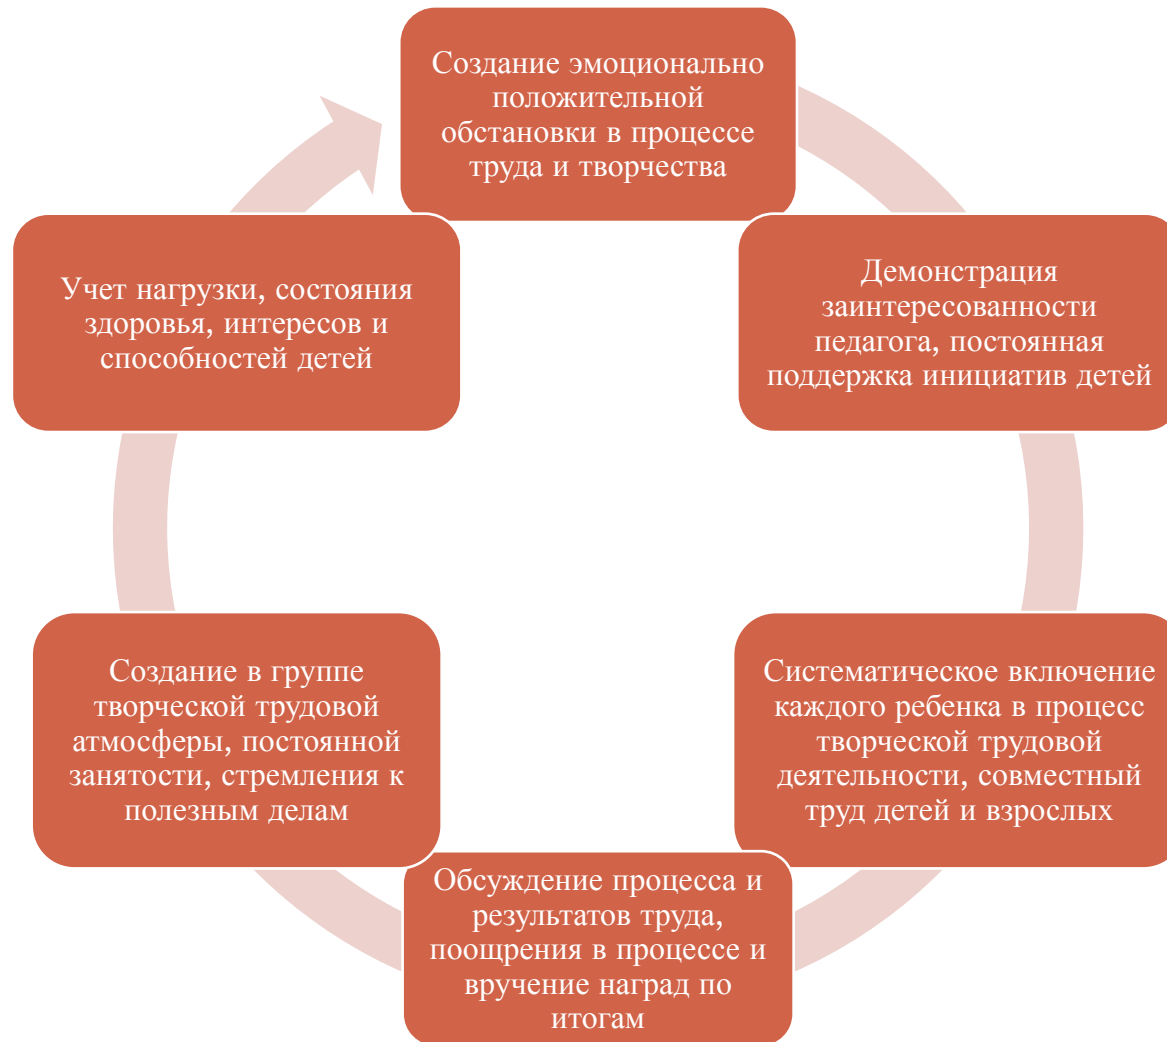 Создание эмоционально
положительной
обстановки в процессе
труда и творчества
Демонстрация
заинтересованности
педагога, постоянная
поддержка инициатив детей
Систематическое включение
каждого ребенка в процесс
творческой трудовой
деятельности, совместный
труд детей и взрослых
Обсуждение процесса и
результатов труда,
поощрения в процессе и
вручение наград по
итогам
Создание в группе
творческой трудовой
атмосферы, постоянной
занятости, стремления к
полезным делам
Учет нагрузки, состояния
здоровья, интересов и
способностей детей